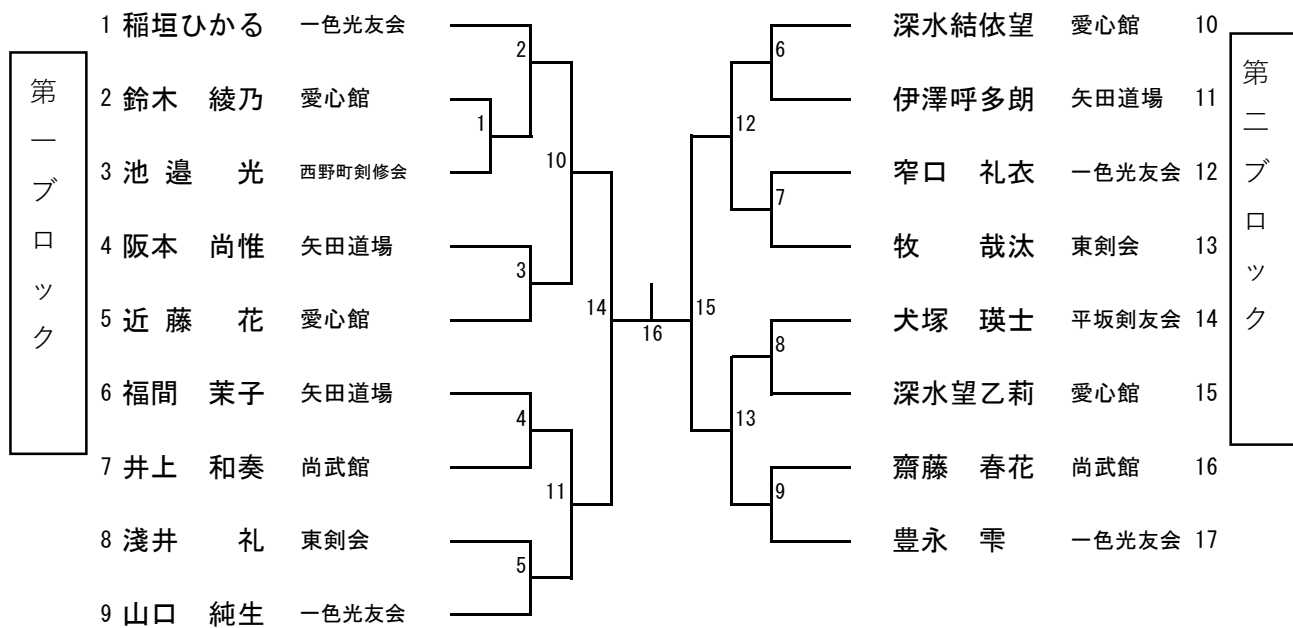 第一ブロック
1 稲垣ひかる 一色光友会
2 鈴木 綾乃 愛心館
3 池邉 光 西野町剣修会
4 阪本 尚惟 矢田道場
5 近藤 花 愛心館
6 福間 茉子 矢田道場
7 井上 和奏 尚武館
8 淺井 礼 東剣会
9 山口 純生 一色光友会
2
1
10
3
14
4
11
5
16
15
6
12
7
8
13
9
深水結依望 愛心館 10
伊澤呼多朗 矢田道場 11
窄口 礼衣 一色光友会 12
牧 哉汰 東剣会 13
犬塚 瑛士 平坂剣友会 14
深水望乙莉 愛心館 15
齋藤 春花 尚武館 16
豊永 雫 一色光友会 17
第二ブロック